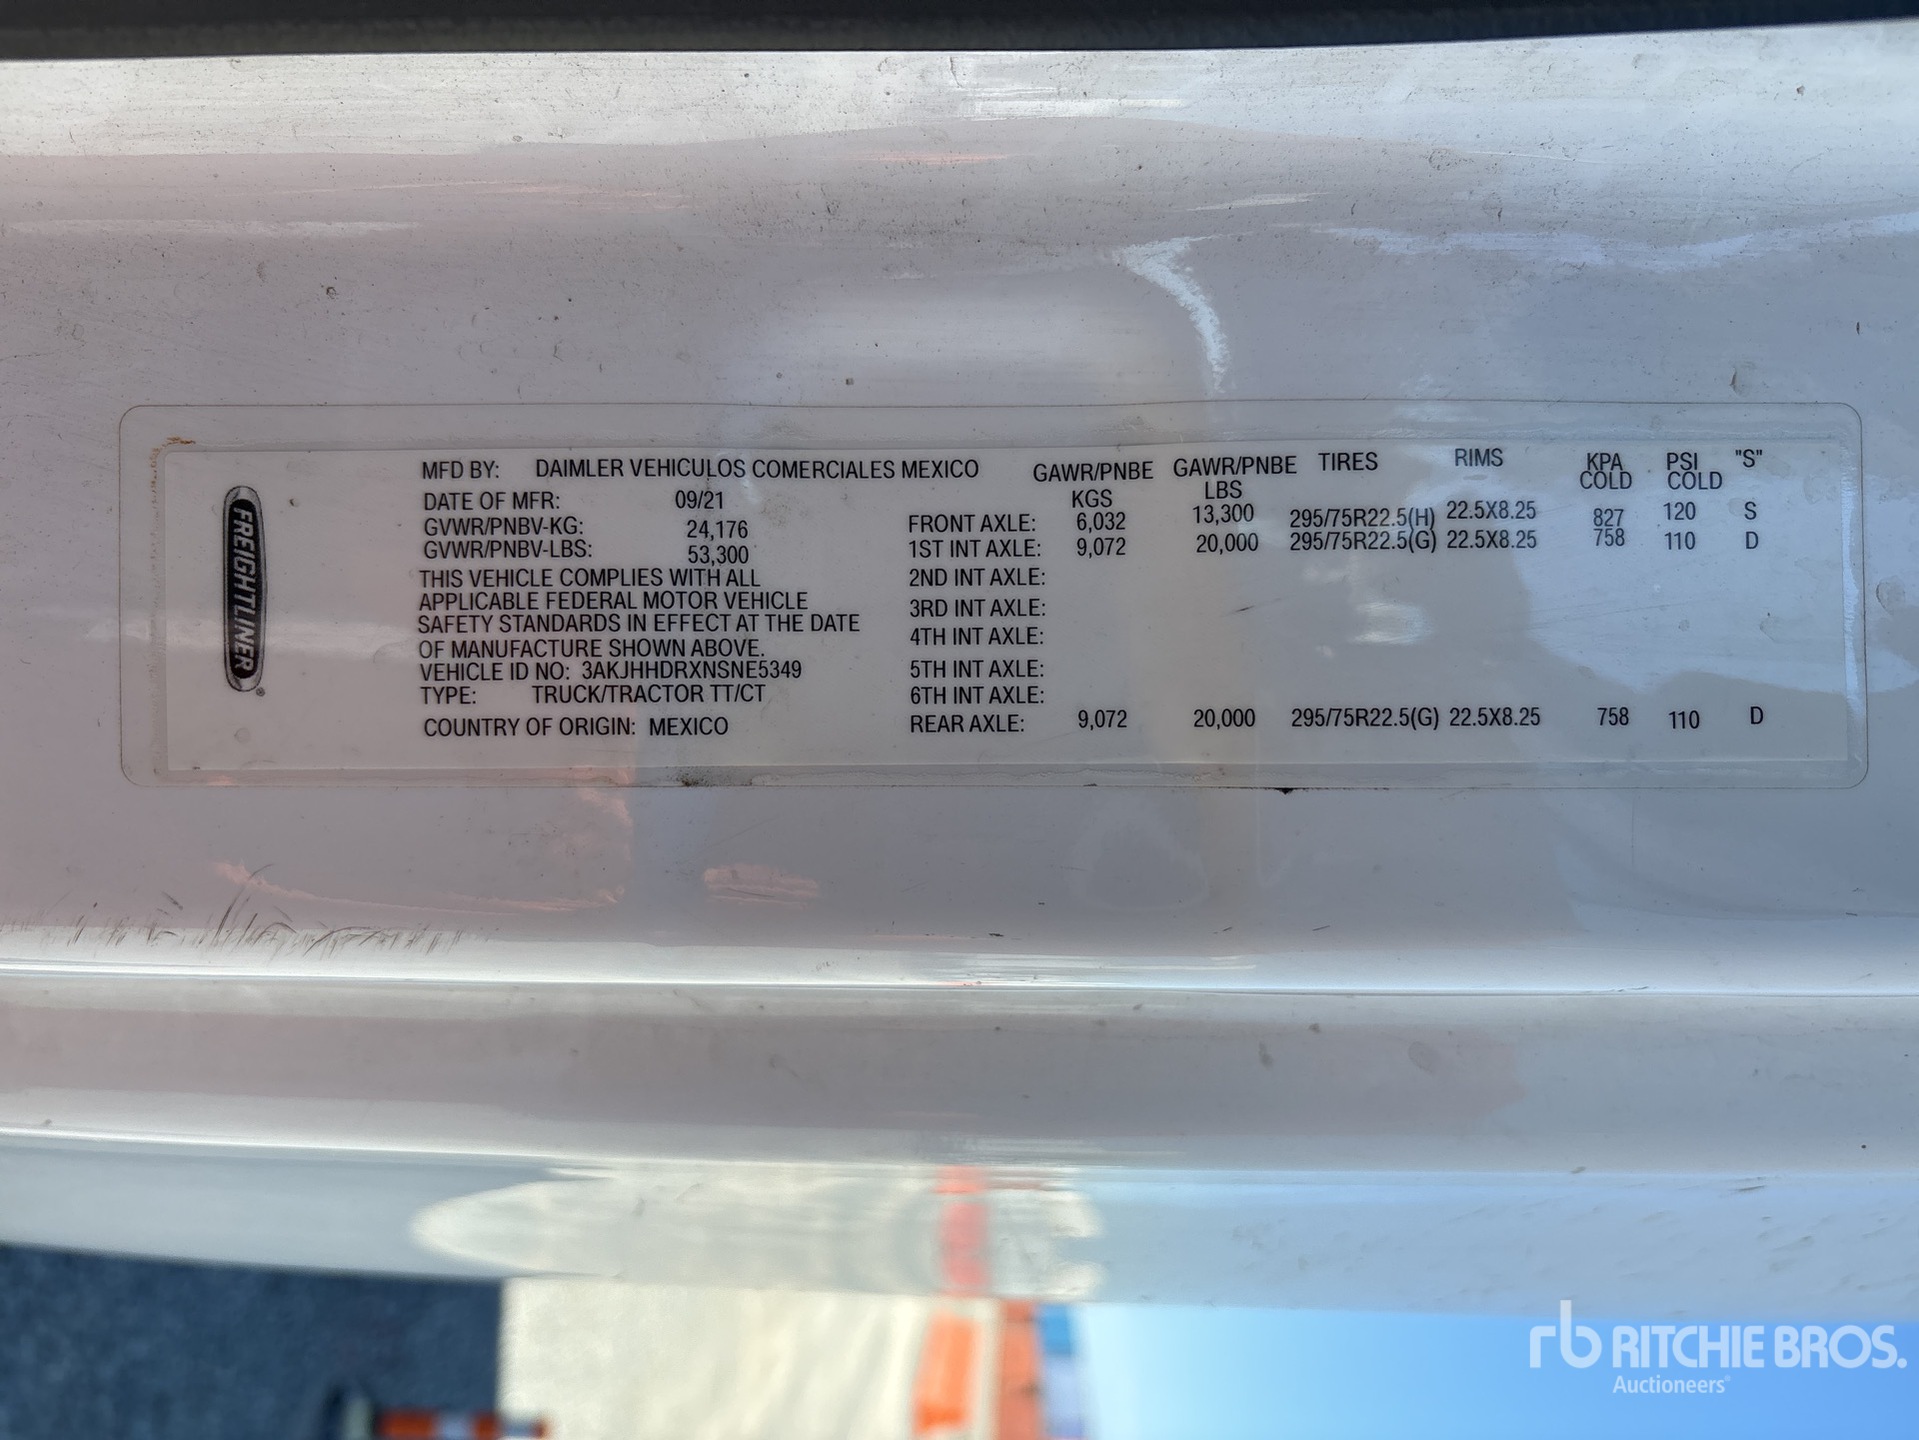 FREIGHTLINER®
MFD BY: DAIMLER VEHICULOS COMERCIALES MEXICO
DATE OF MFR: 09/21
GVWR/PNBV-KG: 24,176
GVWR/PNBV-LBS: 53,300
THIS VEHICLE COMPLIES WITH ALL
APPLICABLE FEDERAL MOTOR VEHICLE
SAFETY STANDARDS IN EFFECT AT THE DATE
OF MANUFACTURE SHOWN ABOVE.
VEHICLE ID NO: 3AKJHHDRXNSNE5349
TYPE: TRUCK/TRACTOR TT/CT
COUNTRY OF ORIGIN: MEXICO
GAWR/PNBE GAWR/PNBE TIRES RIMS KPA PSI "S"
KGS LBS COLD COLD
FRONT AXLE: 6,032 13,300 295/75R22.5(H) 22.5X8.25 827 120 S
1ST INT AXLE: 9,072 20,000 295/75R22.5(G) 22.5X8.25 758 110 D
2ND INT AXLE:
3RD INT AXLE:
4TH INT AXLE:
5TH INT AXLE:
6TH INT AXLE:
REAR AXLE: 9,072 20,000 295/75R22.5(G) 22.5X8.25 758 110 D
rb RITCHIE BROS.
Auctioneers®